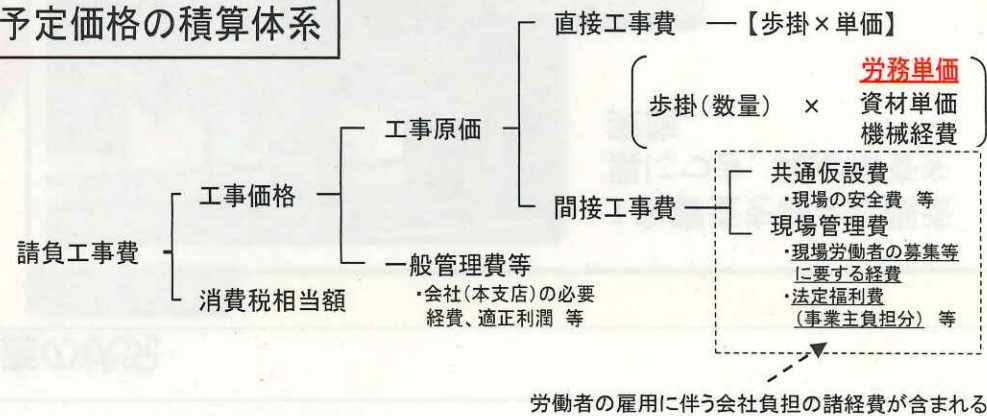 予定価格の積算体系
直接工事費 ― 【歩掛×単価】
労務単価
歩掛(数量) × 資材単価
機械経費
工事原価
共通仮設費
・現場の安全費 等
工事価格
間接工事費
現場管理費
・現場労働者の募集等
に要する経費
請負工事費
一般管理費等
・法定福利費
・会社(本支店)の必要
(事業主負担分) 等
消費税相当額
経費、適正利潤 等
労働者の雇用に伴う会社負担の諸経費が含まれる